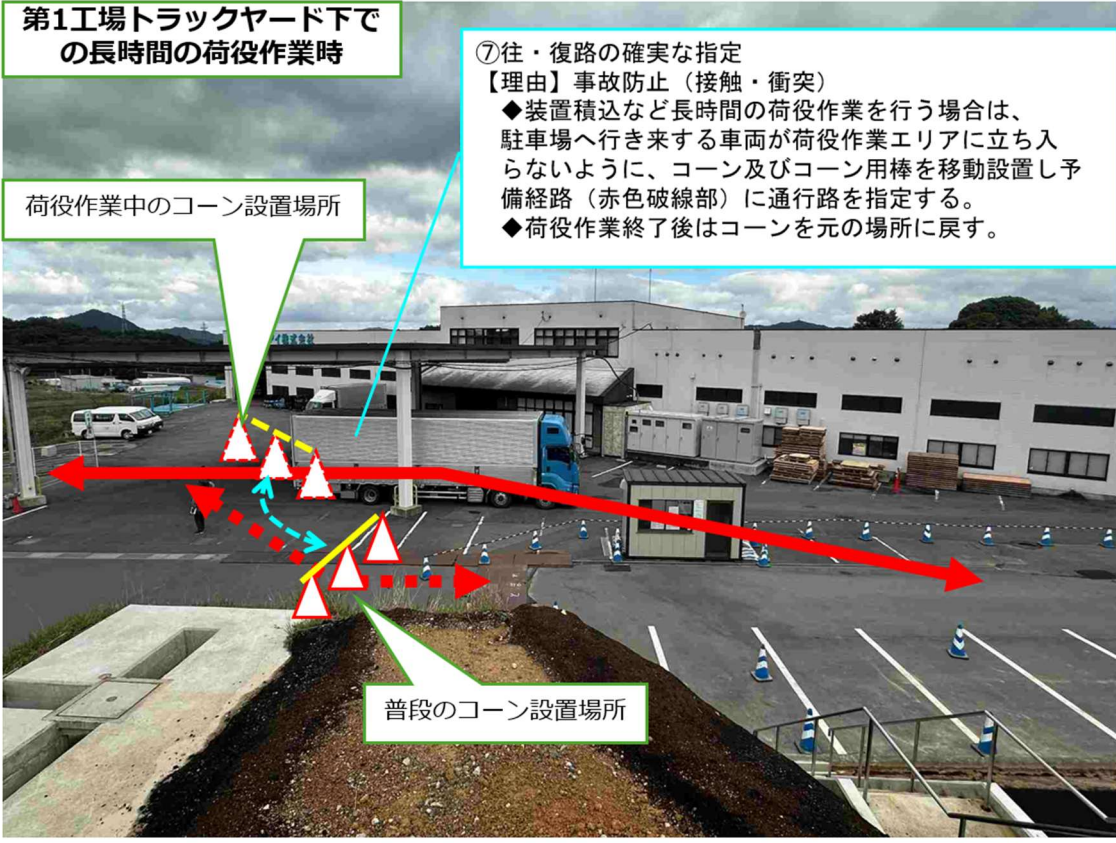 第1工場トラックヤード下で
の長時間の荷役作業時
⑦往・復路の確実な指定
【理由】事故防止（接触・衝突）
◆装置積込など長時間の荷役作業を行う場合は、
駐車場へ行き来する車両が荷役作業エリアに立ち入
らないように、コーン及びコーン用棒を移動設置し予
備経路（赤色破線部）に通行路を指定する。
◆荷役作業終了後はコーンを元の場所に戻す。
荷役作業中のコーン設置場所
イ株式会社
普段のコーン設置場所